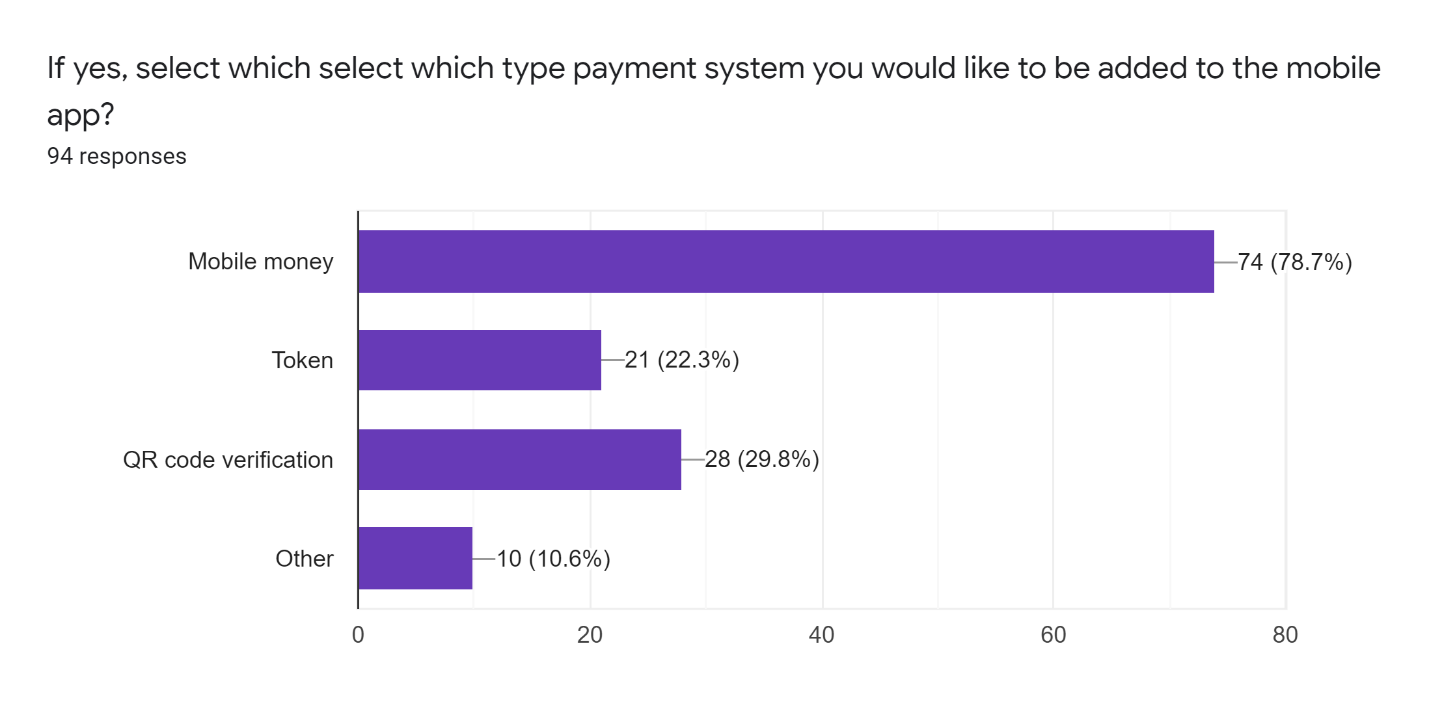 If yes, select which select which type payment system you would like to be added to the mobile
app?
94 responses
Mobile money
74 (78.7%)
Token
21 (22.3%)
QR code verification
28 (29.8%)
Other
10 (10.6%)
0
20
40
60
80